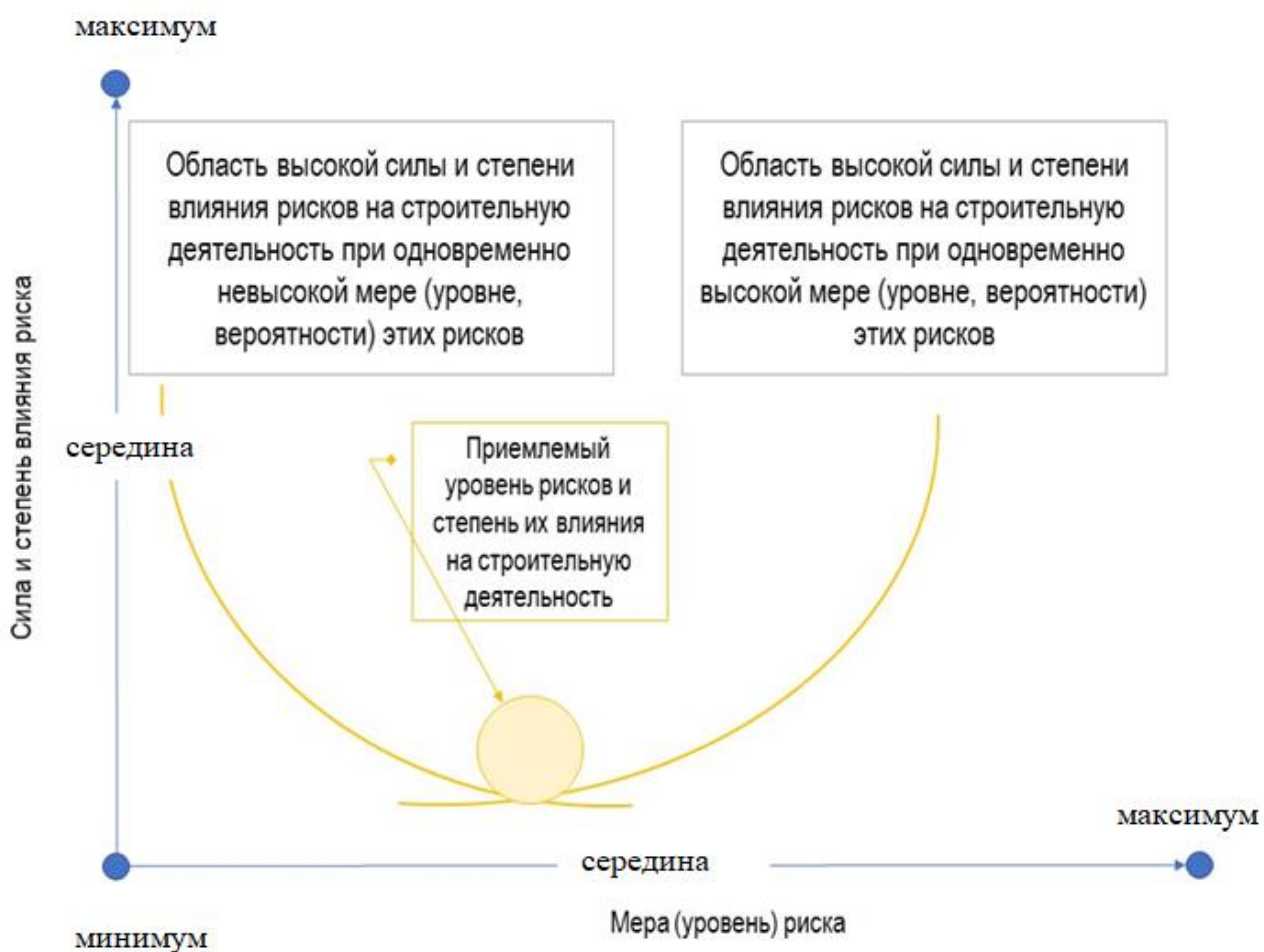 максимум
Область высокой силы и степени
влияния рисков на строительную
деятельность при одновременно
невысокой мере (уровне,
вероятности) этих рисков
Область высокой силы и степени
влияния рисков на строительную
деятельность при одновременно
высокой мере (уровне, вероятности)
этих рисков
Сила и степень влияния риска
середина
Приемлемый
уровень рисков и
степень их влияния
на строительную
деятельность
максимум
середина
Мера (уровень) риска
минимум